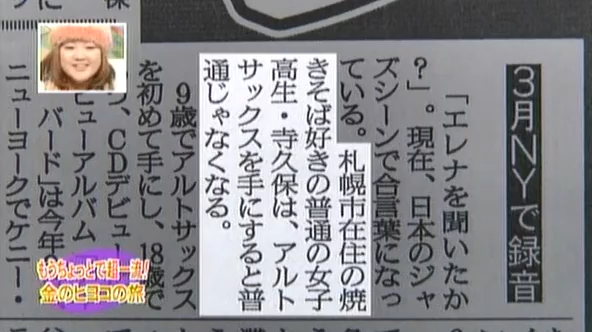 3月NYで録音
「エレナを聞いたか
?」。現在、日本のジャ
ズシーンで合言葉になっ
ている。札幌市在住の焼
きそば好きの普通の女子
高生・寺久保は、アルト
サックスを手にすると普
通じゃなくなる。
9歳でアルトサックス
を初めて手にし、18歳で
CDデビュー
ビューアルバム
バード」は今年
ニューヨークでケニー・
もうちょっとで超一流!
金のヒヨコの旅